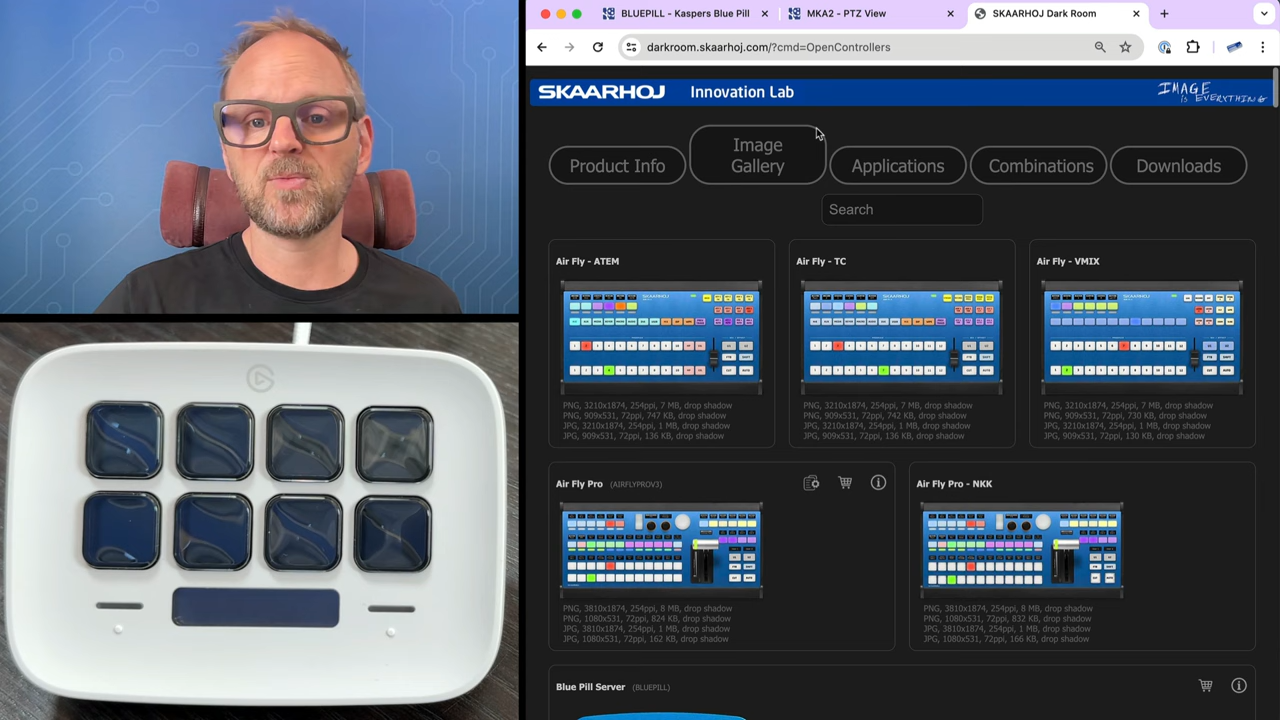 BLUEPILL - Kaspers Blue Pill
MKA2 - PTZ View
SKAARHOJ Dark Room
darkroom.skaarhoj.com/?cmd=OpenControllers
SKAARHOJ Innovation Lab
IMAGE
IS EVERYTHING
Product Info
Image
Gallery
Applications
Combinations
Downloads
Search
Air Fly - ATEM
PNG, 3210x1874, 254ppi, 7 MB, drop shadow
PNG, 909x531, 72ppi, 747 KB, drop shadow
JPG, 3210x1874, 254ppi, 1 MB, drop shadow
JPG, 909x531, 72ppi, 136 KB, drop shadow
Air Fly - TC
PNG, 3210x1874, 254ppi, 7 MB, drop shadow
PNG, 909x531, 72ppi, 742 KB, drop shadow
JPG, 3210x1874, 254ppi, 1 MB, drop shadow
JPG, 909x531, 72ppi, 136 KB, drop shadow
Air Fly - VMIX
PNG, 3210x1874, 254ppi, 7 MB, drop shadow
PNG, 909x531, 72ppi, 730 KB, drop shadow
JPG, 3210x1874, 254ppi, 1 MB, drop shadow
JPG, 909x531, 72ppi, 130 KB, drop shadow
Air Fly Pro (AIRFLYPROV3)
PNG, 3810x1874, 254ppi, 8 MB, drop shadow
PNG, 1080x531, 72ppi, 824 KB, drop shadow
JPG, 3810x1874, 254ppi, 1 MB, drop shadow
JPG, 1080x531, 72ppi, 162 KB, drop shadow
Air Fly Pro - NKK
PNG, 3810x1874, 254ppi, 8 MB, drop shadow
PNG, 1080x531, 72ppi, 832 KB, drop shadow
JPG, 3810x1874, 254ppi, 1 MB, drop shadow
JPG, 1080x531, 72ppi, 166 KB, drop shadow
Blue Pill Server (BLUEPILL)